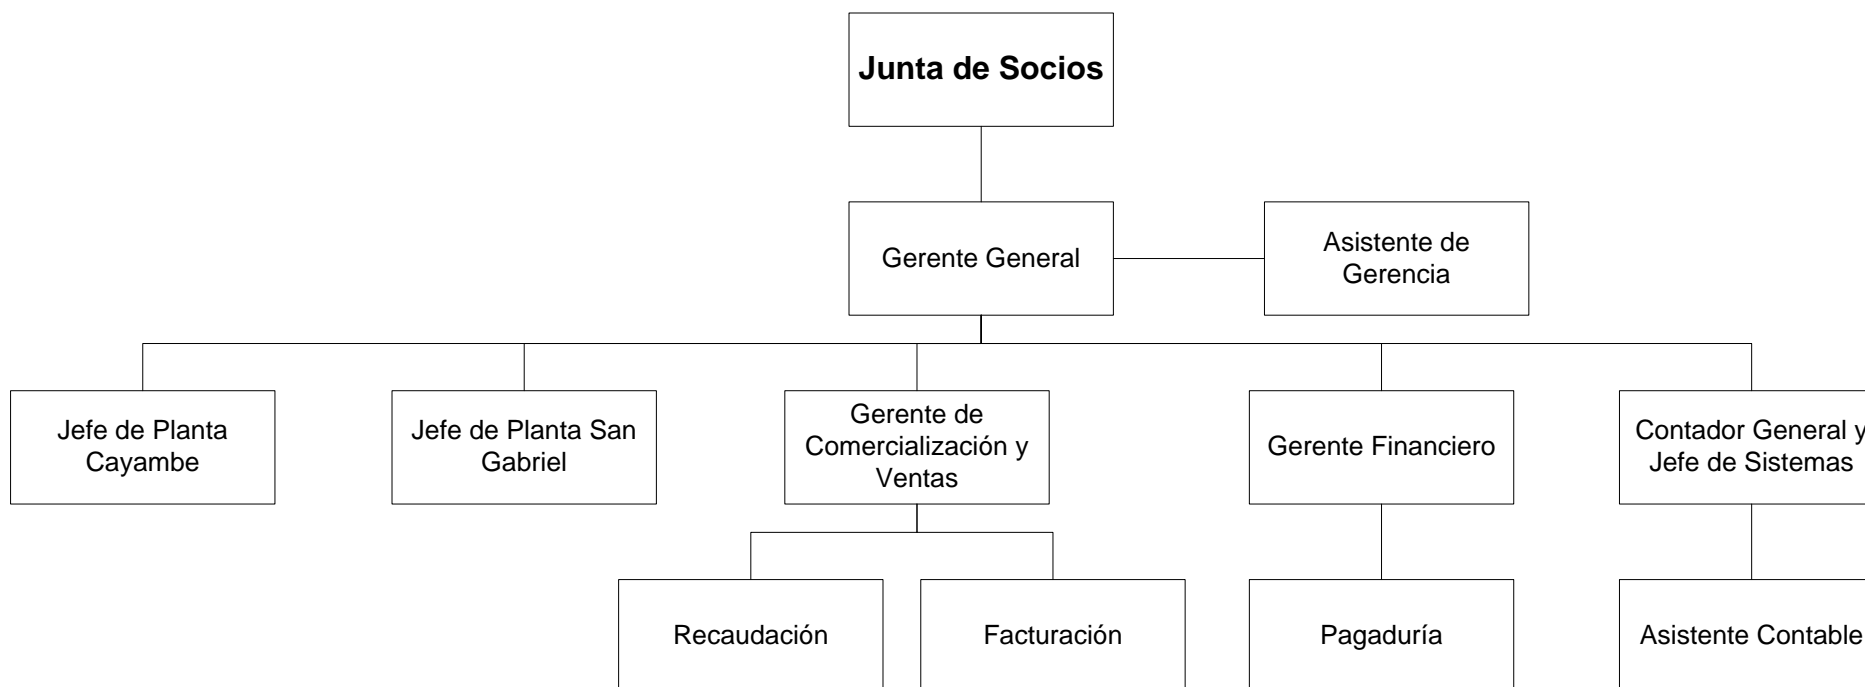 Junta de Socios
Gerente General
Asistente de
Gerencia
Jefe de Planta
Cayambe
Jefe de Planta San
Gabriel
Gerente de
Comercialización y
Ventas
Gerente Financiero
Contador General y
Jefe de Sistemas
Recaudación
Facturación
Pagaduría
Asistente Contable